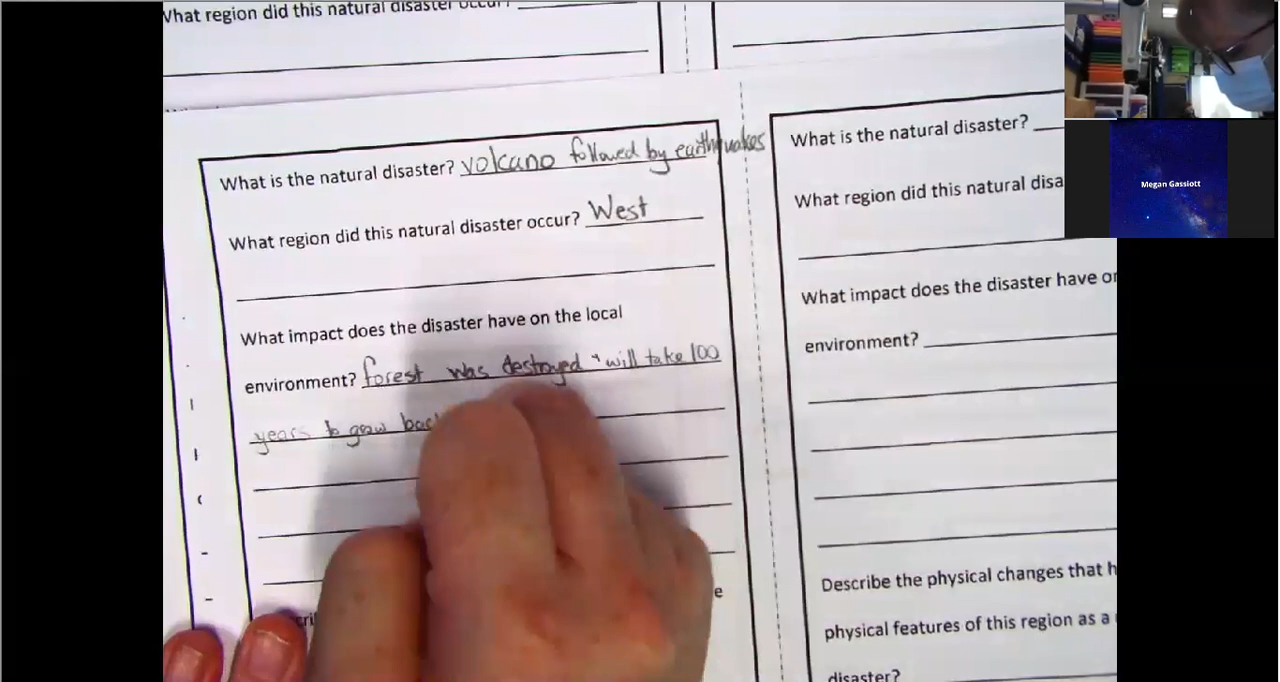 What region did this natural disaster occur?
What is the natural disaster? volcano followed by earthquakes
What region did this natural disaster occur? West
What impact does the disaster have on the local
environment? forest was destroyed + will take 100
years to grow back
e
What is the natural disaster?
What region did this natural disa
What impact does the disaster have or
environment?
Describe the physical changes that h
physical features of this region as a
disaster?
Megan Gassiott